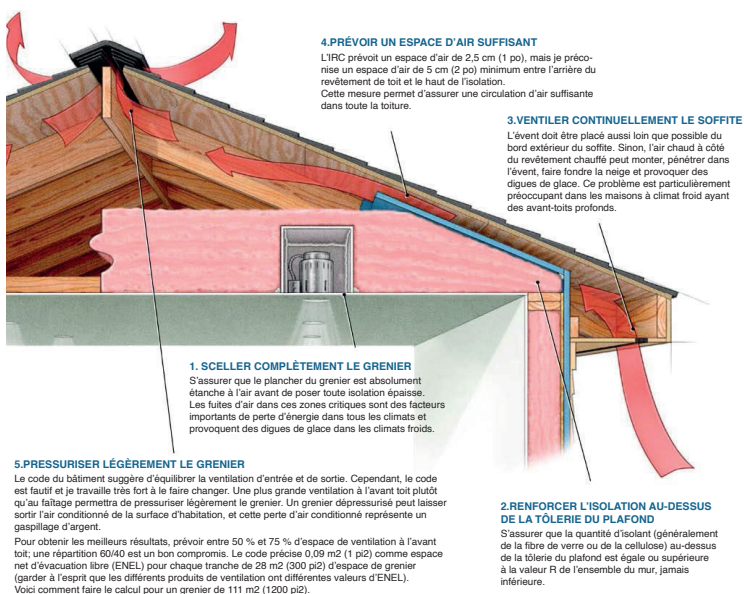 4.PRÉVOIR UN ESPACE D'AIR SUFFISANT
L'IRC prévoit un espace d'air de 2,5 cm (1 po), mais je préco-
nise un espace d'air de 5 cm (2 po) minimum entre l'arrière du
revêtement de toit et le haut de l'isolation.
Cette mesure permet d'assurer une circulation d'air suffisante
dans toute la toiture.
3.VENTILER CONTINUELLEMENT LE SOFFITE
L'évent doit être placé aussi loin que possible du
bord extérieur du soffite. Sinon, l'air chaud à côté
du revêtement chauffé peut monter, pénétrer dans
l'évent, faire fondre la neige et provoquer des
digues de glace. Ce problème est particulièrement
préoccupant dans les maisons à climat froid ayant
des avant-toits profonds.
1. SCELLER COMPLÈTEMENT LE GRENIER
S'assurer que le plancher du grenier est absolument
étanche à l'air avant de poser toute isolation épaisse.
Les fuites d'air dans ces zones critiques sont des facteurs
importants de perte d'énergie dans tous les climats et
provoquent des digues de glace dans les climats froids.
5.PRESSURISER LÉGÈREMENT LE GRENIER
Le code du bâtiment suggère d'équilibrer la ventilation d'entrée et de sortie. Cependant, le code
est fautif et je travaille très fort à le faire changer. Une plus grande ventilation à l'avant toit plutôt
qu'au faîtage permettra de pressuriser légèrement le grenier. Un grenier dépressurisé peut laisser
sortir l'air conditionné de la surface d'habitation, et cette perte d'air conditionné représente un
gaspillage d'argent.
Pour obtenir les meilleurs résultats, prévoir entre 50 % et 75 % d'espace de ventilation à l'avant
toit; une répartition 60/40 est un bon compromis. Le code précise 0,09 m2 (1 pi2) comme espace
net d'évacuation libre (ENEL) pour chaque tranche de 28 m2 (300 pi2) d'espace de grenier
(garder à l'esprit que les différents produits de ventilation ont différentes valeurs d'ENEL).
Voici comment faire le calcul pour un grenier de 111 m2 (1200 pi2).
2.RENFORCER L'ISOLATION AU-DESSUS
DE LA TÔLERIE DU PLAFOND
S'assurer que la quantité d'isolant (généralement
de la fibre de verre ou de la cellulose) au-dessus
de la tôlerie du plafond est égale ou supérieure
à la valeur R de l'ensemble du mur, jamais
inférieure.